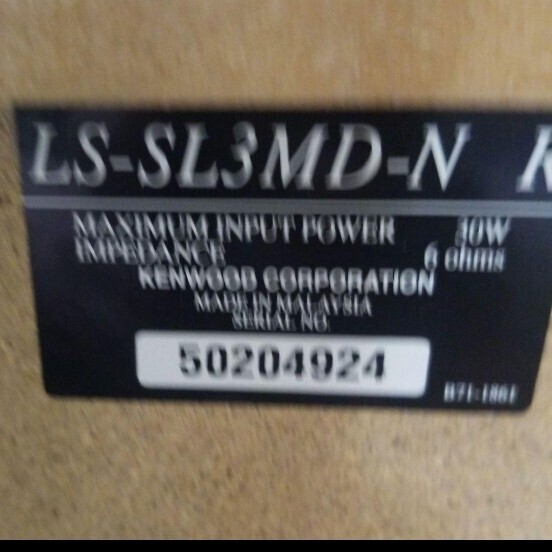 LS-SL3MD-N K
MAXIMUM INPUT POWER 30W
IMPEDANCE 6 ohms
KENWOOD CORPORATION
MADE IN MALAYSIA
SERIAL NO.
50204924
B71-1861